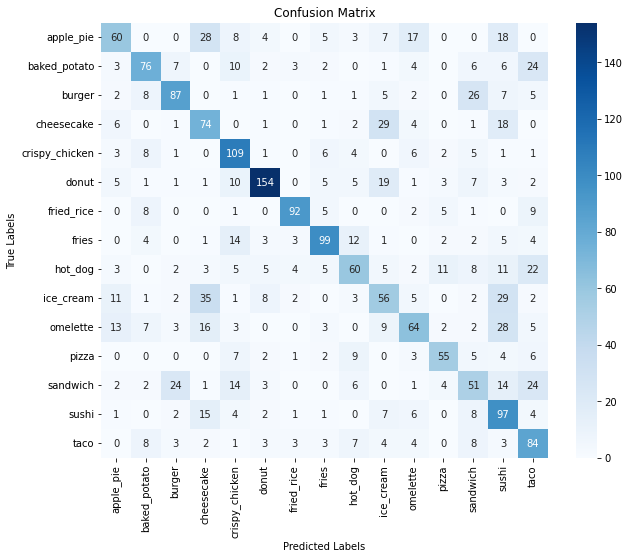 Confusion Matrix
True Labels
apple_pie 60 0 0 28 8 4 0 5 3 7 17 0 0 18 0
baked_potato 3 76 7 0 10 2 3 2 0 1 4 0 6 6 24
burger 2 8 87 0 1 1 0 1 1 5 2 0 26 7 5
cheesecake 6 0 1 74 0 1 0 1 2 29 4 0 1 18 0
crispy_chicken 3 8 1 0 109 1 0 6 4 0 6 2 5 1 1
donut 5 1 1 1 10 154 0 5 5 19 1 3 7 3 2
fried_rice 0 8 0 0 1 0 92 5 0 0 2 5 1 0 9
fries 0 4 0 1 14 3 3 99 12 1 0 2 2 5 4
hot_dog 3 0 2 3 5 5 4 5 60 5 2 11 8 11 22
ice_cream 11 1 2 35 1 8 2 0 3 56 5 0 2 29 2
omelette 13 7 3 16 3 0 0 3 0 9 64 2 2 28 5
pizza 0 0 0 0 7 2 1 2 9 0 3 55 5 4 6
sandwich 2 2 24 1 14 3 0 0 6 0 1 4 51 14 24
sushi 1 0 2 15 4 2 1 1 0 7 6 0 8 97 4
taco 0 8 3 2 1 3 3 3 7 4 4 0 8 3 84
apple_pie baked_potato burger cheesecake crispy_chicken donut fried_rice fries hot_dog ice_cream omelette pizza sandwich sushi taco
Predicted Labels
140
120
100
80
60
40
20
0